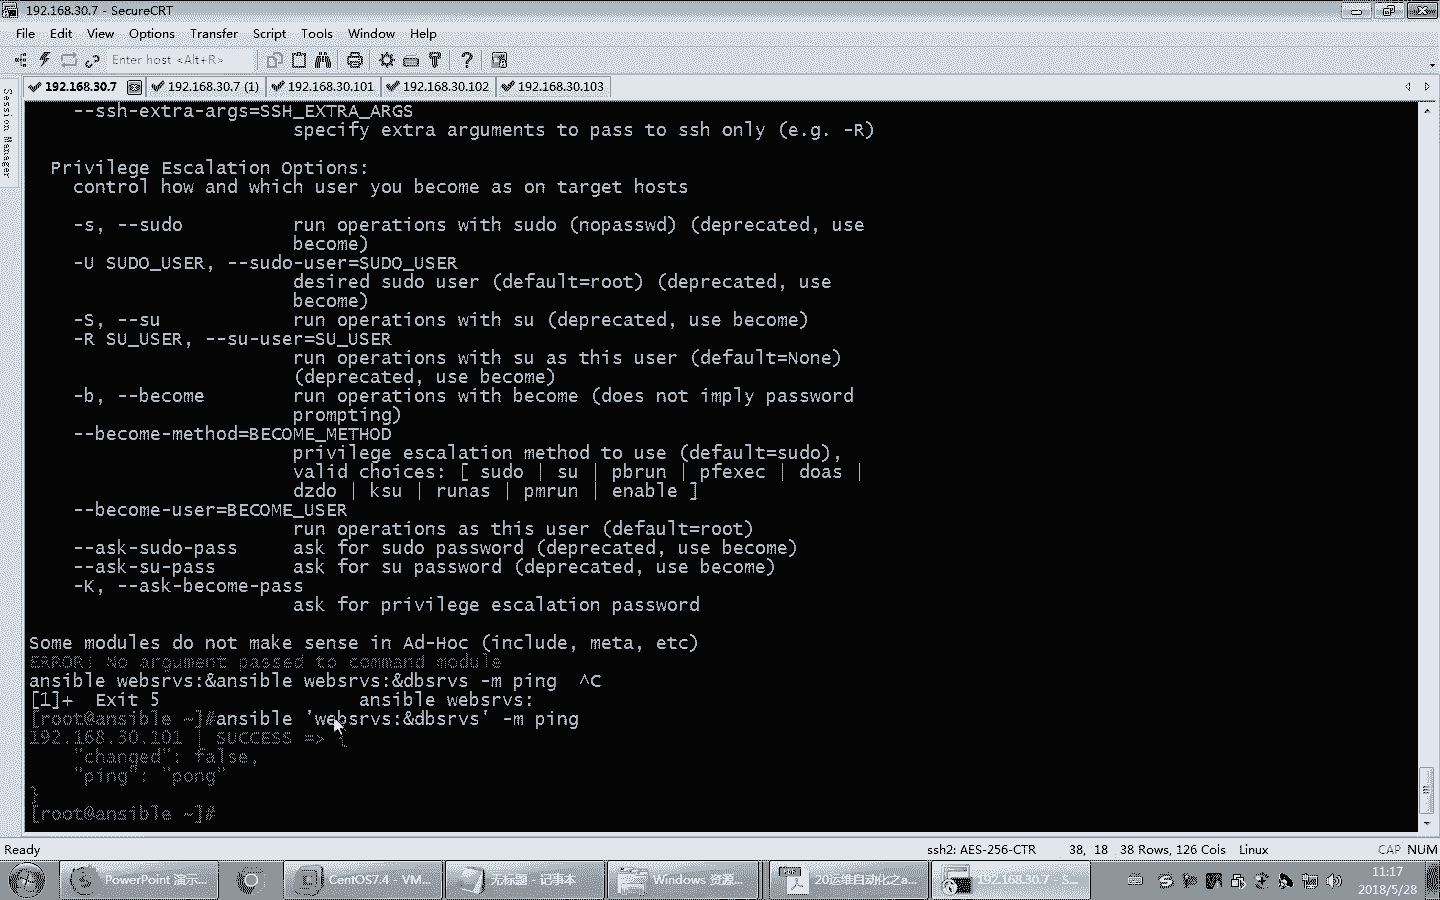 192.168.30.7 - SecureCRT
File Edit View Options Transfer Script Tools Window Help
Enter host <Alt+R>
192.168.30.7 192.168.30.7 (1) 192.168.30.101 192.168.30.102 192.168.30.103
Session Manager
--ssh-extra-args=SSH_EXTRA_ARGS
specify extra arguments to pass to ssh only (e.g. -R)
Privilege Escalation Options:
control how and which user you become as on target hosts
-s, --sudo run operations with sudo (nopasswd) (deprecated, use
become)
-U SUDO_USER, --sudo-user=SUDO_USER
desired sudo user (default=root) (deprecated, use
become)
-S, --su run operations with su (deprecated, use become)
-R SU_USER, --su-user=SU_USER
run operations with su as this user (default=None)
(deprecated, use become)
-b, --become run operations with become (does not imply password
prompting)
--become-method=BECOME_METHOD
privilege escalation method to use (default=sudo),
valid choices: [ sudo | su | pbrun | pfexec | doas |
dzdo | ksu | runas | pmrun | enable ]
--become-user=BECOME_USER
run operations as this user (default=root)
--ask-sudo-pass ask for sudo password (deprecated, use become)
--ask-su-pass ask for su password (deprecated, use become)
-K, --ask-become-pass
ask for privilege escalation password
Some modules do not make sense in Ad-Hoc (include, meta, etc)
ERROR! No argument passed to command module
ansible websrvs:&ansible websrvs:&dbsrvs -m ping ^C
[1]+ Exit 5 ansible websrvs:
[root@ansible ~]#ansible 'websrvs:&dbsrvs' -m ping
192.168.30.101 | SUCCESS => {
"changed": false,
"ping": "pong"
}
[root@ansible ~]#
Ready ssh2: AES-256-CTR 38, 18 38 Rows, 126 Cols Linux CAP NUM
PowerPoint 演示... CentOS7.4 - VM... 无标题 - 记事本 Windows 资源... 20运维自动化之a... 192.168.30.7 - S... 11:17
2018/5/28